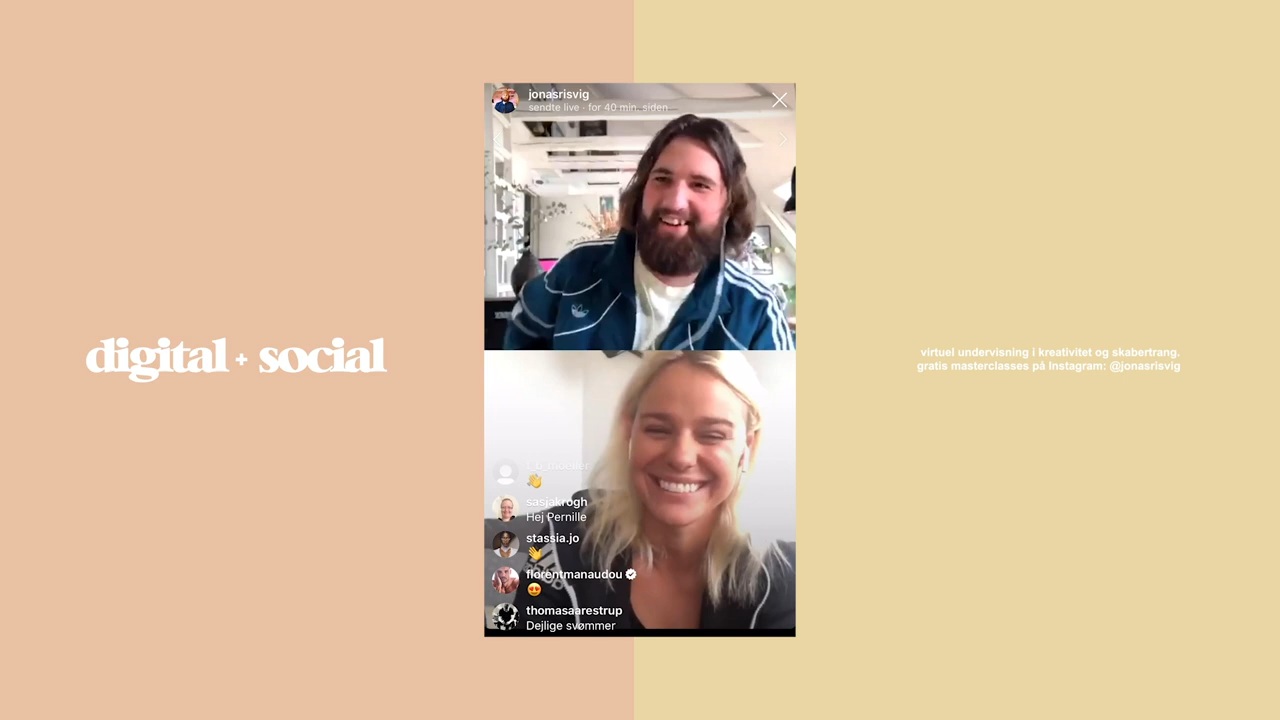 jonasrisvig
sendte live · for 40 min. siden
digital + social
virtuel undervisning i kreativitet og skabertrang.
gratis masterclasses på Instagram: @jonasrisvig
👋
sasjakrogh
Hej Pernille
stassia.jo
👋
florentmanaudou
😍
thomasaarestrup
Dejlige svømmer